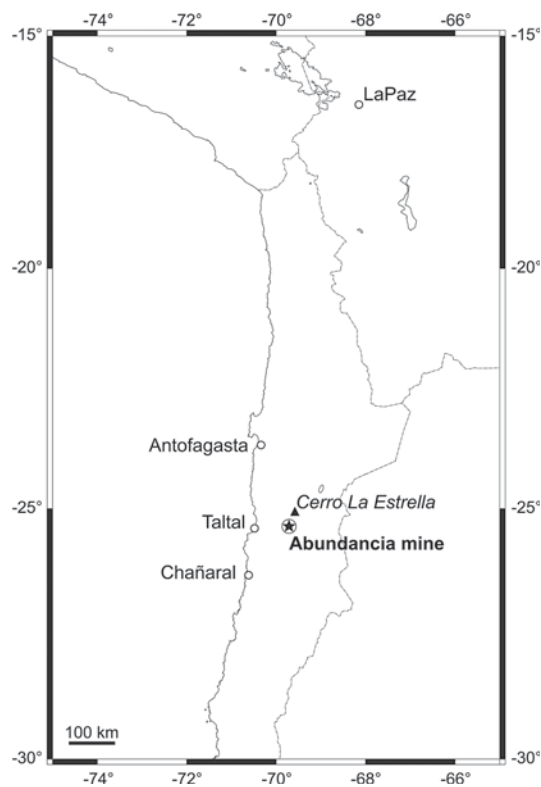 -74° -72° -70° -68° -66°
-15° -15°
LaPaz
-20° -20°
Antofagasta
-25° Cerro La Estrella -25°
Taltal
Abundancia mine
Chañaral
100 km
-30° -30°
-74° -72° -70° -68° -66°